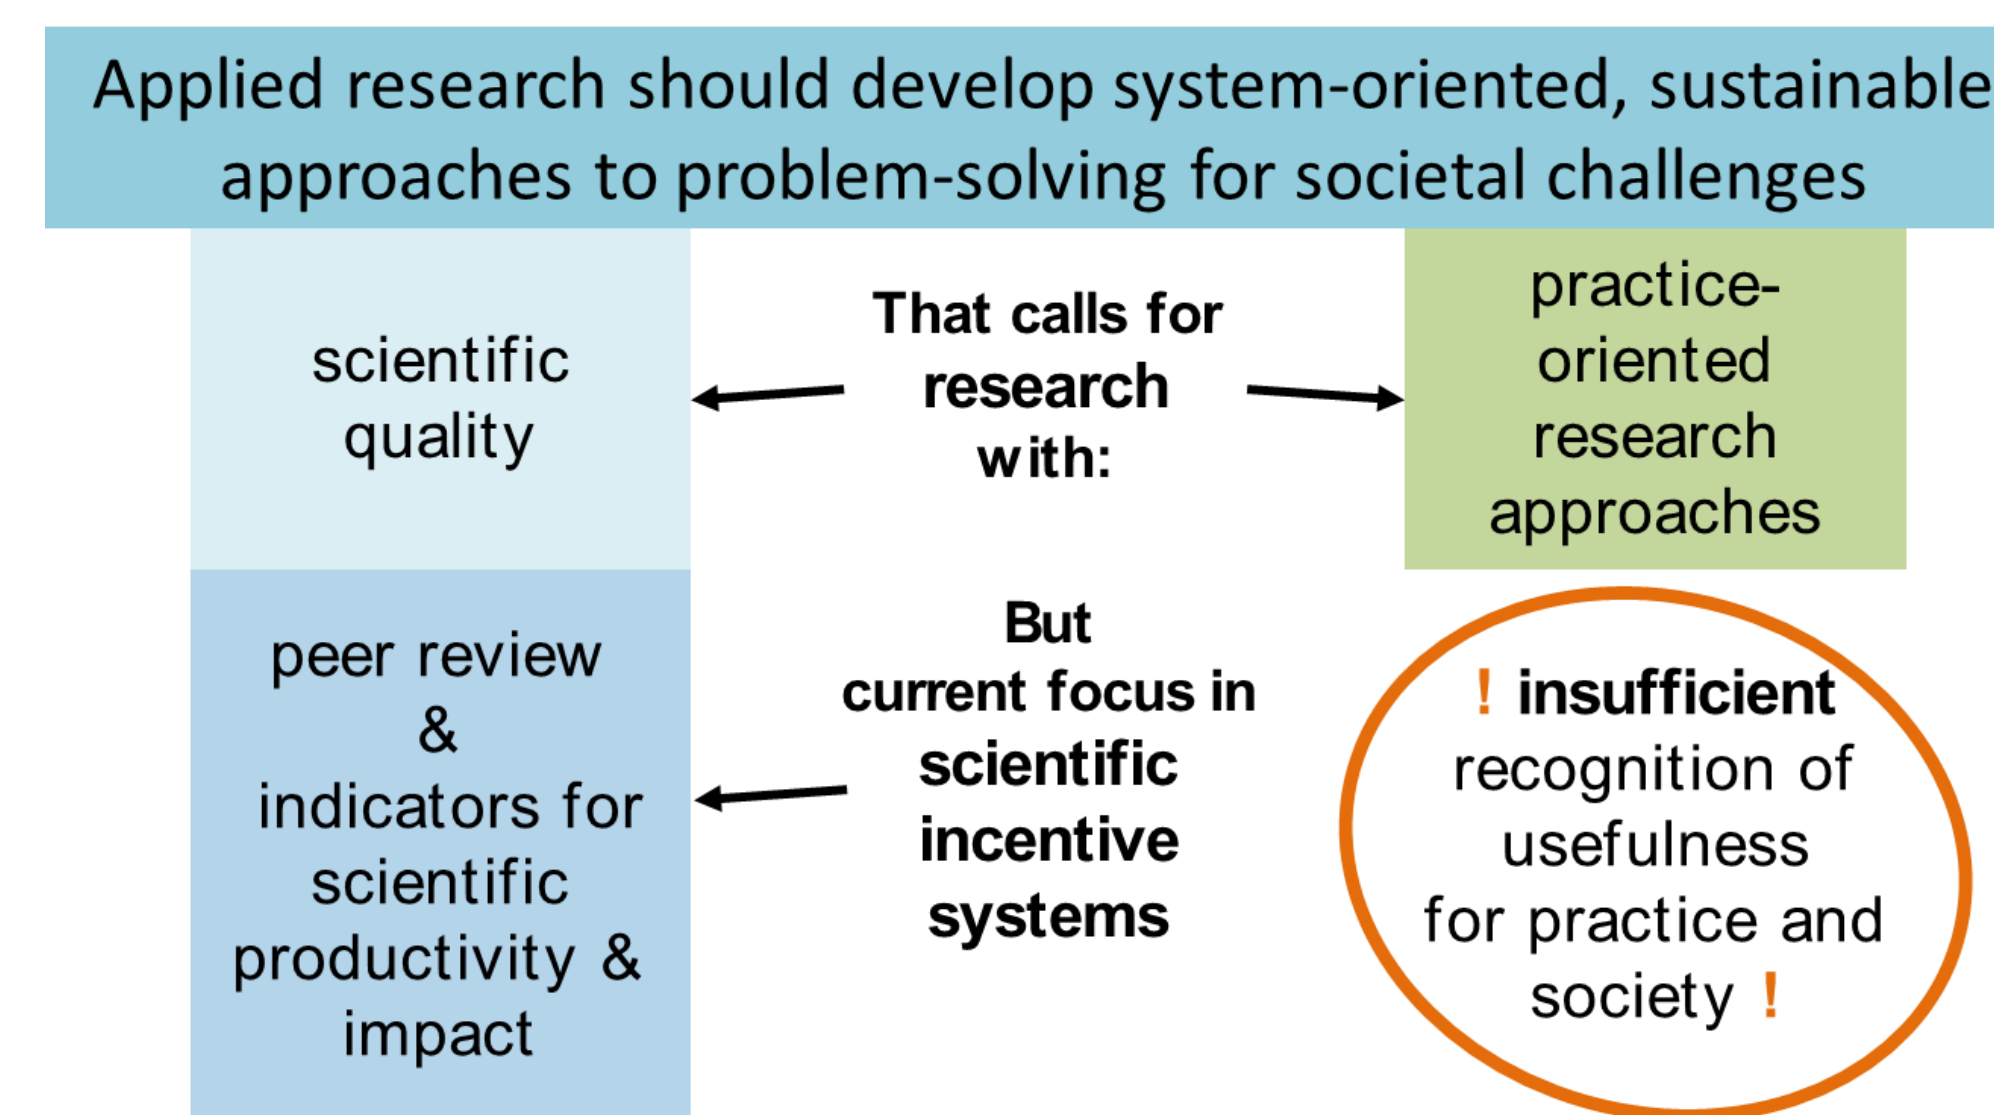 Applied research should develop system-oriented, sustainable
approaches to problem-solving for societal challenges
scientific
quality
That calls for
research
with:
practice-
oriented
research
approaches
peer review
&
indicators for
scientific
productivity &
impact
But
current focus in
scientific
incentive
systems
! insufficient
recognition of
usefulness
for practice and
society !